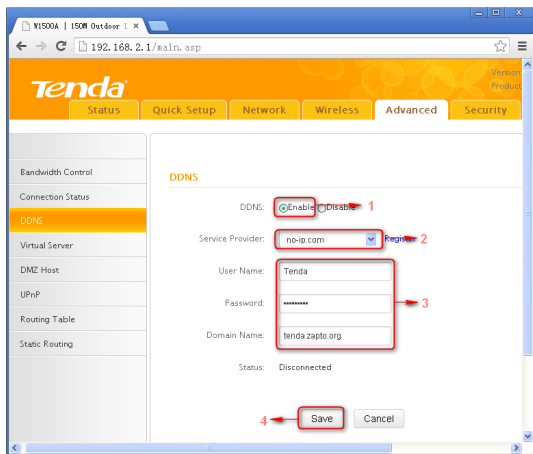 W1500A | 150M Outdoor
192.168.2.1/main.asp
Tenda
Version
Product
Status Quick Setup Network Wireless Advanced Security
Bandwidth Control
Connection Status
DDNS
Virtual Server
DMZ Host
UPnP
Routing Table
Static Routing
DDNS
DDNS: Enable Disable 1
Service Provider: no-ip.com Register 2
User Name: Tenda
Password: ••••••••• 3
Domain Name: tenda.zapto.org
Status: Disconnected
4 Save Cancel